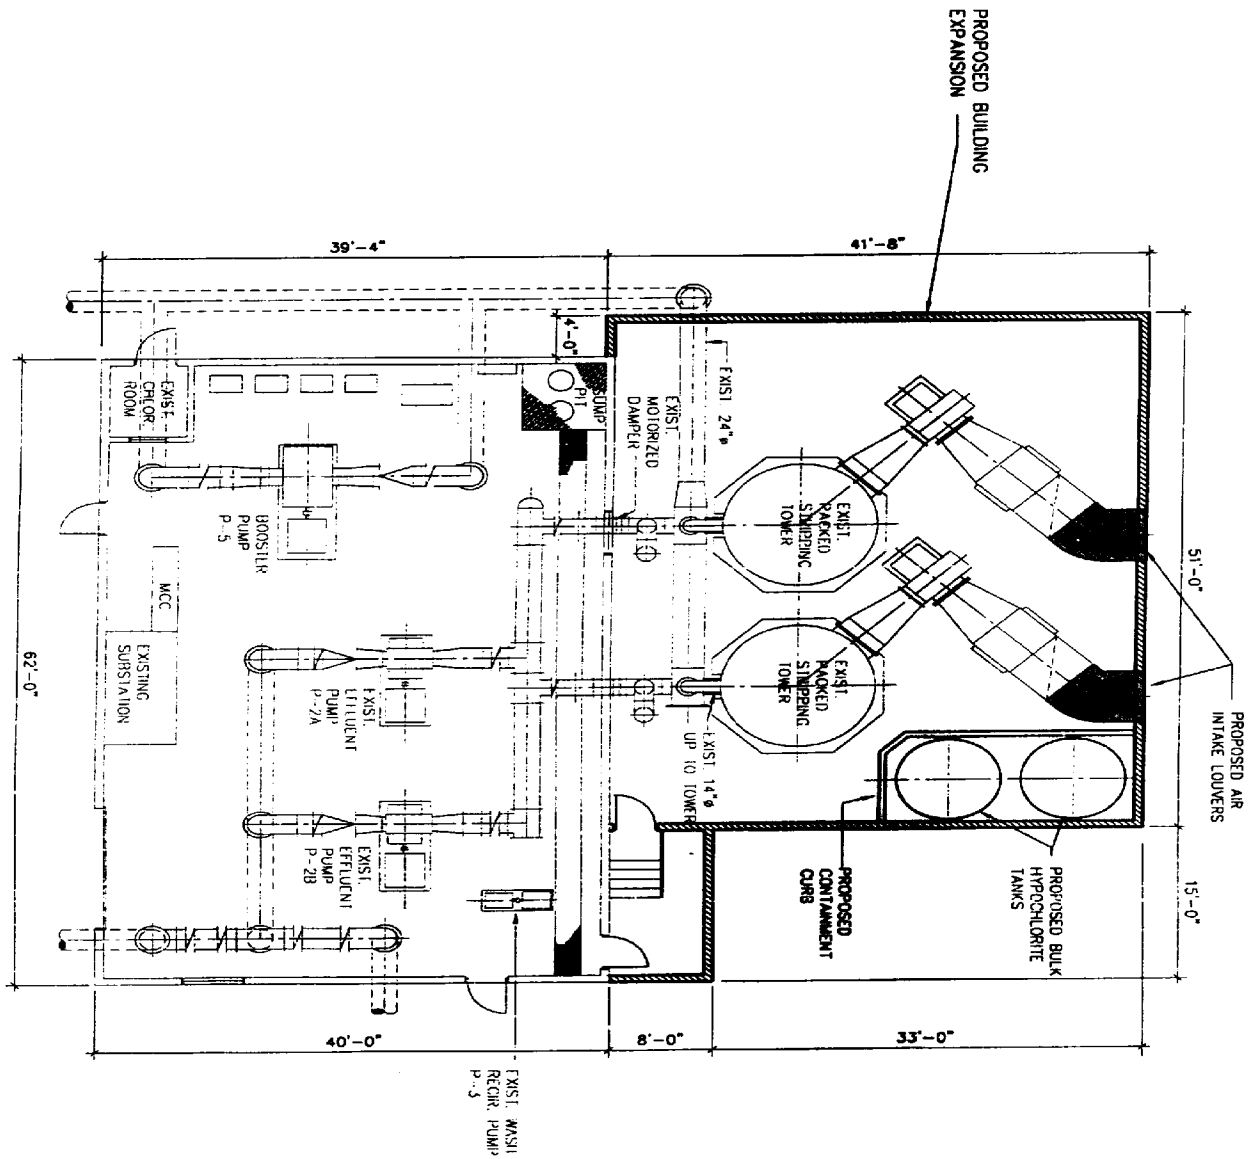 PROPOSED BUILDING
EXPANSION
39'-4"
41'-8"
4'-0"
EXIST. 24"ø
EXIST.
MOTORIZED
DAMPER
SUMP
PIT
EXIST.
CHLOR
ROOM
BOOSTER
PUMP
P-5
EXIST.
PACKED
STRIPPING
TOWER
51'-0"
MCC
EXISTING
SUBSTATION
62'-0"
EXIST.
EFFLUENT
PUMP
P-2A
EXIST
PACKED
STRIPPING
TOWER
EXIST. 14"ø
UP TO TOWER
PROPOSED AIR
INTAKE LOUVERS
EXIST.
EFFLUENT
PUMP
P-2B
PROPOSED
CONTAINMENT
CURB
PROPOSED BULK
HYPOCHLORITE
TANKS
15'-0"
40'-0"
8'-0"
33'-0"
EXIST. WASH
RECIR. PUMP